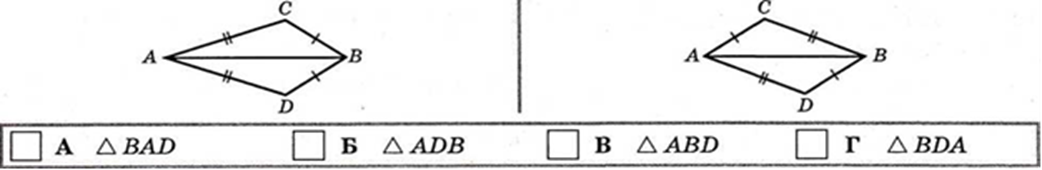 C
A
B
D
C
A
B
D
А △ BAD
Б △ ADB
В △ ABD
Г △ BDA